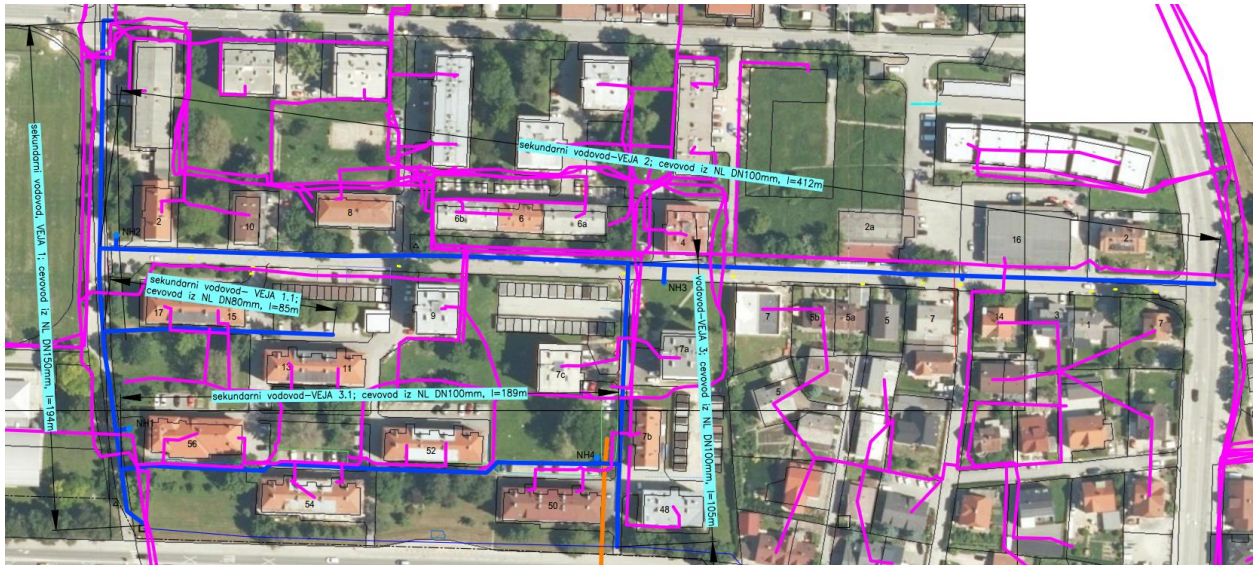 sekundarni vodovod-VEJA 2; cevovod iz NL DN100mm, l=412m
sekundarni vodovod, VEJA 1; cevovod iz NL DN150mm, l=194m
2
10
8
6b
6
6a
4
2a
16
2
NH2
NH3
sekundarni vodovod- VEJA 1.1;
cevovod iz NL DN80mm, l=85m
17
15
9
7
5b
5a
5
7
14
3
1
7
7a
vodovod-VEJA 3; cevovod iz NL DN100mm, l=105m
13
11
7c
5
sekundarni vodovod-VEJA 3.1; cevovod iz NL DN100mm, l=189m
NH1
56
52
7b
NH4
54
50
48